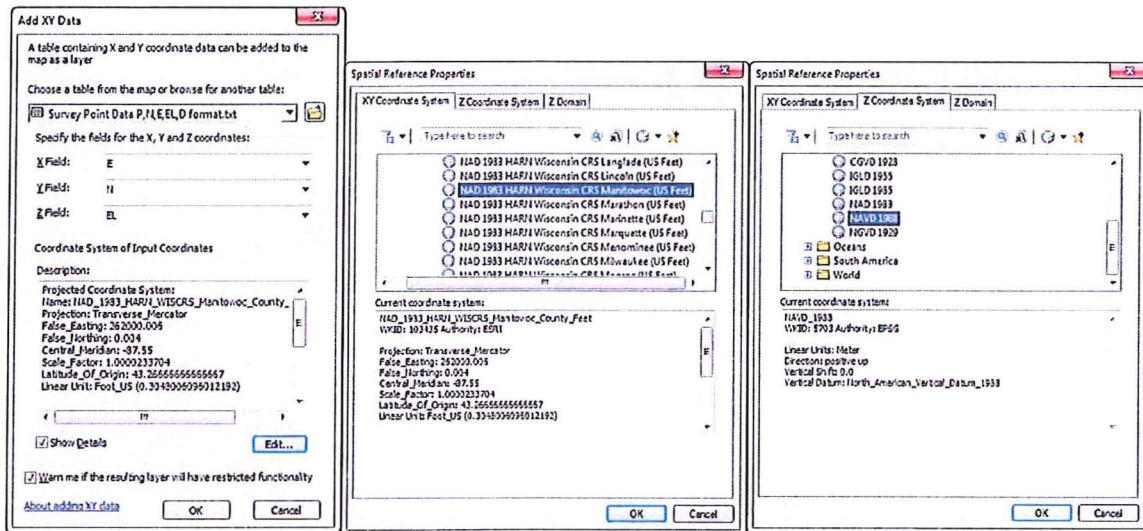 Add XY Data
A table containing X and Y coordinate data can be added to the
map as a layer
Choose a table from the map or browse for another table:
Survey Point Data P,N,E,EL,D format.txt
Specify the fields for the X, Y and Z coordinates:
X Field: E
Y Field: N
Z Field: EL
Coordinate System of Input Coordinates
Description:
Projected Coordinate System:
Name: NAD_1983_HARN_WISCRS_Manitowoc_County_
Projection: Transverse_Mercator
False_Easting: 262000.006
False_Northing: 0.004
Central_Meridian: -87.55
Scale_Factor: 1.0000233704
Latitude_Of_Origin: 43.26666666666667
Linear Unit: Foot_US (0.3048006096012192)
Show Details
Edit...
Warn me if the resulting layer will have restricted functionality
About adding XY data
OK
Cancel
Spatial Reference Properties
XY Coordinate System
Z Coordinate System
Z Domain
Type here to search
NAD 1983 HARN Wisconsin CRS Langlade (US Feet)
NAD 1983 HARN Wisconsin CRS Lincoln (US Feet)
NAD 1983 HARN Wisconsin CRS Manitowoc (US Feet)
NAD 1983 HARN Wisconsin CRS Marathon (US Feet)
NAD 1983 HARN Wisconsin CRS Marinette (US Feet)
NAD 1983 HARN Wisconsin CRS Marquette (US Feet)
NAD 1983 HARN Wisconsin CRS Menominee (US Feet)
NAD 1983 HARN Wisconsin CRS Milwaukee (US Feet)
NAD 1983 HARN Wisconsin CRS Monroe (US Feet)
Current coordinate system:
NAD_1983_HARN_WISCRS_Manitowoc_County_Feet
WKID: 103435 Authority: ESRI
Projection: Transverse_Mercator
False_Easting: 262000.006
False_Northing: 0.004
Central_Meridian: -87.55
Scale_Factor: 1.0000233704
Latitude_Of_Origin: 43.26666666666667
Linear Unit: Foot_US (0.3048006096012192)
OK
Cancel
Spatial Reference Properties
XY Coordinate System
Z Coordinate System
Z Domain
Type here to search
CGVD 1928
IGLD 1955
IGLD 1985
NAD 1983
NAVD 1988
NGVD 1929
Oceans
South America
World
Current coordinate system:
NAVD_1988
WKID: 5703 Authority: EPSG
Linear Units: Meter
Direction: positive up
Vertical Shift: 0.0
Vertical Datum: North_American_Vertical_Datum_1988
OK
Cancel